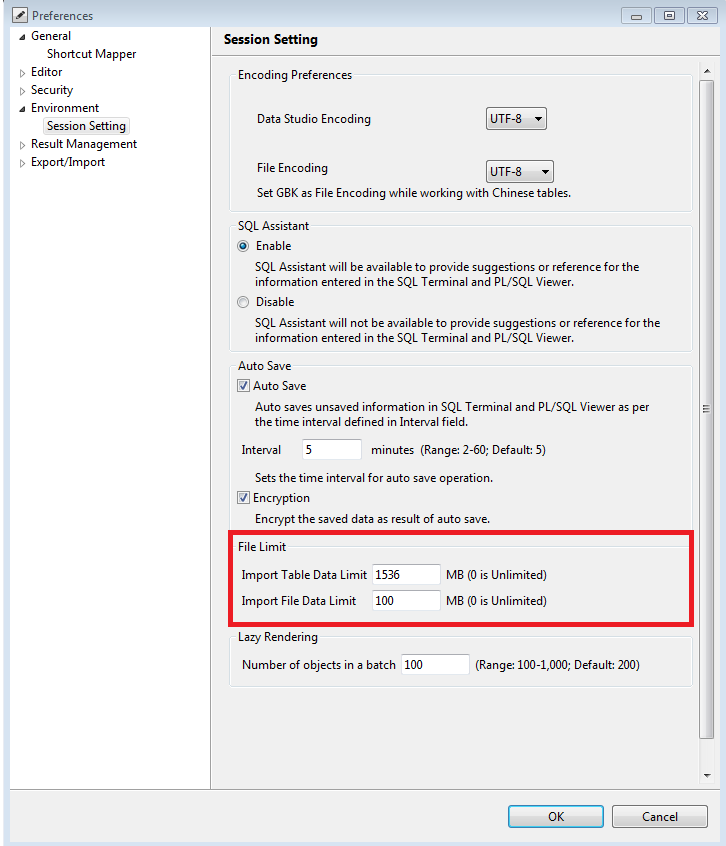 Preferences
General
Shortcut Mapper
Editor
Security
Environment
Session Setting
Result Management
Export/Import
Session Setting
Encoding Preferences
Data Studio Encoding UTF-8
File Encoding UTF-8
Set GBK as File Encoding while working with Chinese tables.
SQL Assistant
Enable
SQL Assistant will be available to provide suggestions or reference for the
information entered in the SQL Terminal and PL/SQL Viewer.
Disable
SQL Assistant will not be available to provide suggestions or reference for the
information entered in the SQL Terminal and PL/SQL Viewer.
Auto Save
Auto Save
Auto saves unsaved information in SQL Terminal and PL/SQL Viewer as per
the time interval defined in Interval field.
Interval 5 minutes (Range: 2-60; Default: 5)
Sets the time interval for auto save operation.
Encryption
Encrypt the saved data as result of auto save.
File Limit
Import Table Data Limit 1536 MB (0 is Unlimited)
Import File Data Limit 100 MB (0 is Unlimited)
Lazy Rendering
Number of objects in a batch 100 (Range: 100-1,000; Default: 200)
OK Cancel